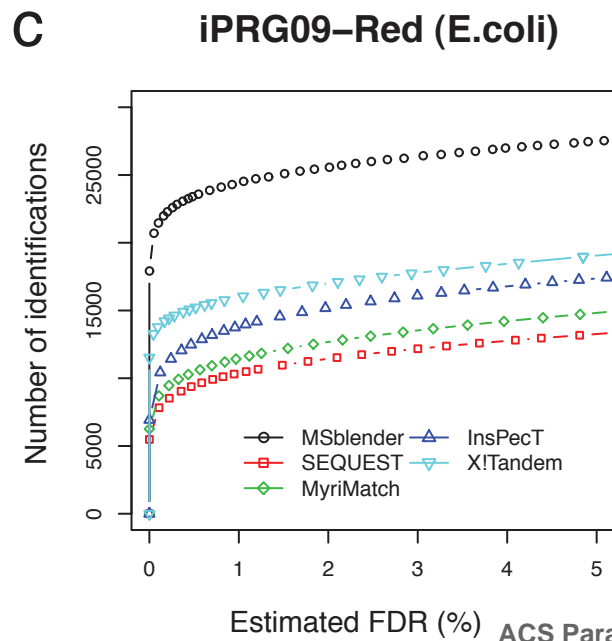 C
iPRG09–Red (E.coli)
Number of identifications
25000
15000
5000
0
MSblender
SEQUEST
MyriMatch
InsPecT
X!Tandem
0 1 2 3 4 5
Estimated FDR (%)
ACS Para